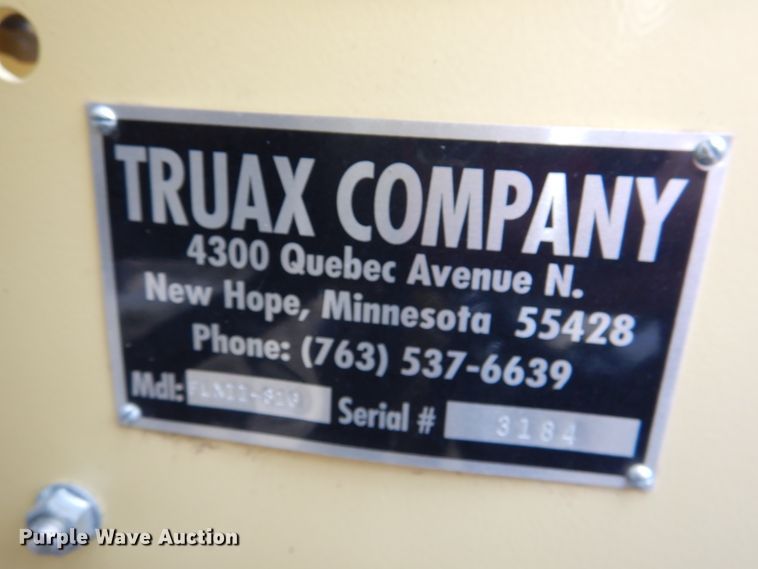 TRUAX COMPANY
4300 Quebec Avenue N.
New Hope, Minnesota 55428
Phone: (763) 537-6639
Mdl: Serial # 3184
Purple Wave Auction